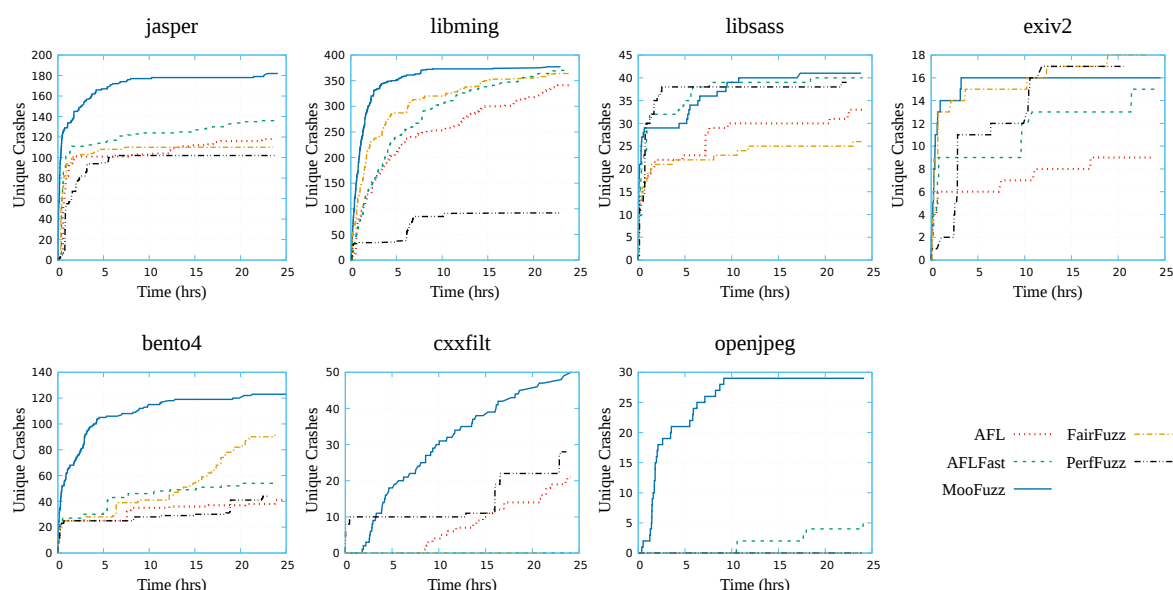 jasper
Unique Crashes
200
180
160
140
120
100
80
60
40
20
0
0 5 10 15 20 25
Time (hrs)
libming
Unique Crashes
400
350
300
250
200
150
100
50
0
0 5 10 15 20 25
Time (hrs)
libsass
Unique Crashes
45
40
35
30
25
20
15
10
5
0
0 5 10 15 20 25
Time (hrs)
exiv2
Unique Crashes
18
16
14
12
10
8
6
4
2
0
0 5 10 15 20 25
Time (hrs)
bento4
Unique Crashes
140
120
100
80
60
40
20
0
0 5 10 15 20 25
Time (hrs)
cxxfilt
Unique Crashes
50
40
30
20
10
0
0 5 10 15 20 25
Time (hrs)
openjpeg
Unique Crashes
30
25
20
15
10
5
0
0 5 10 15 20 25
Time (hrs)
AFL
AFLFast
MooFuzz
FairFuzz
PerfFuzz